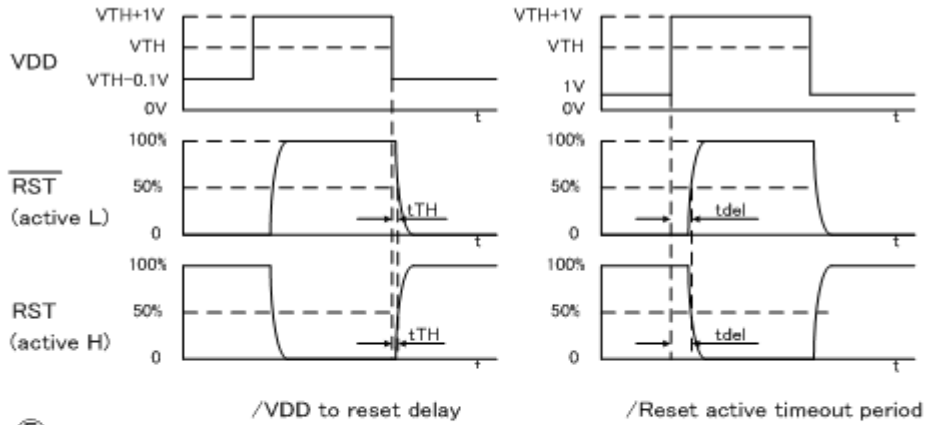 VTH+1V
VTH
VDD
VTH-0.1V
0V
t
100%
RST
50%
(active L)
tTH
0
t
100%
RST
50%
(active H)
tTH
0
t
/VDD to reset delay
VTH+1V
VTH
1V
0V
t
100%
50%
tdel
0
t
100%
50%
tdel
0
t
/Reset active timeout period